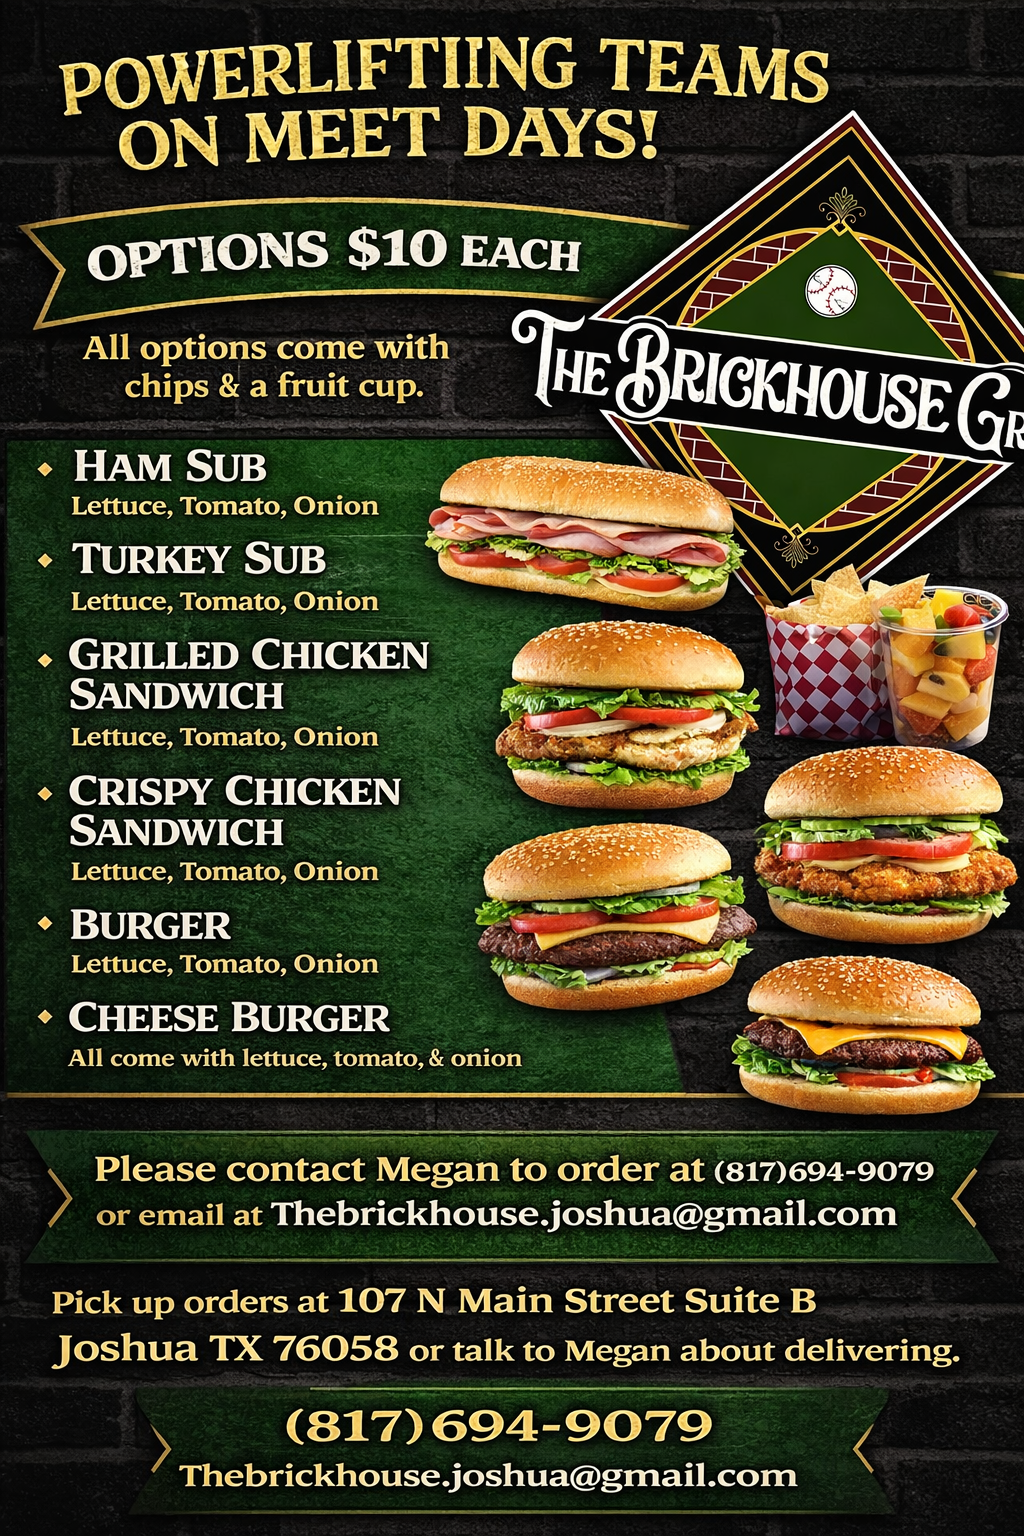 POWERLIFTIING TEAMS
ON MEET DAYS!
OPTIONS $10 EACH
All options come with
chips & a fruit cup.
THE BRICKHOUSE GR
HAM SUB
Lettuce, Tomato, Onion
TURKEY SUB
Lettuce, Tomato, Onion
GRILLED CHICKEN
SANDWICH
Lettuce, Tomato, Onion
CRISPY CHICKEN
SANDWICH
Lettuce, Tomato, Onion
BURGER
Lettuce, Tomato, Onion
CHEESE BURGER
All come with lettuce, tomato, & onion
Please contact Megan to order at (817)694-9079
or email at Thebrickhouse.joshua@gmail.com
Pick up orders at 107 N Main Street Suite B
Joshua TX 76058 or talk to Megan about delivering.
(817) 694-9079
Thebrickhouse.joshua@gmail.com